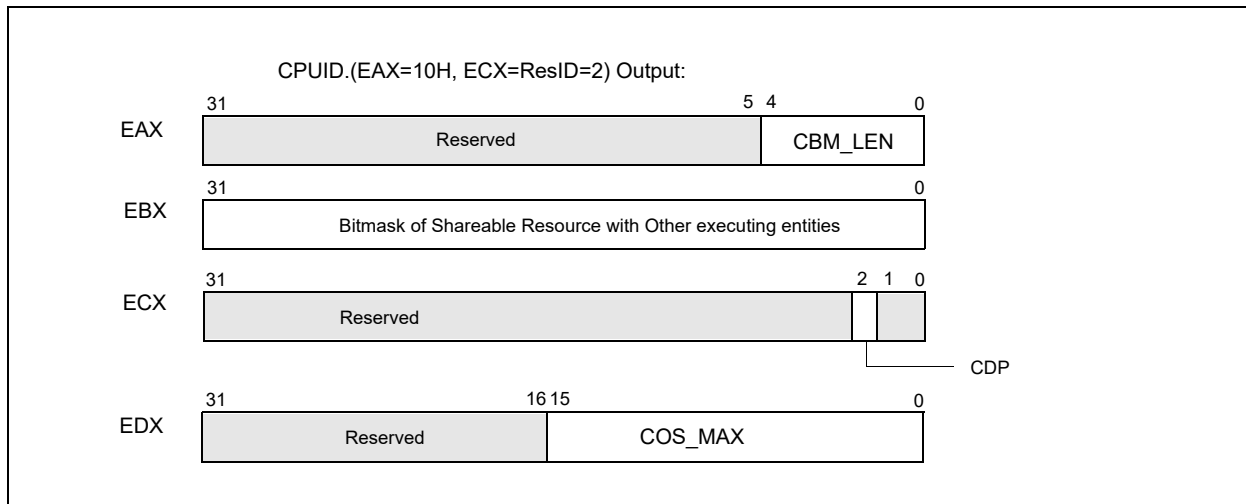 CPUID.(EAX=10H, ECX=ResID=2) Output:
31 5 4 0
EAX Reserved CBM_LEN
31 0
EBX Bitmask of Shareable Resource with Other executing entities
31 2 1 0
ECX Reserved
CDP
31 16 15 0
EDX Reserved COS_MAX